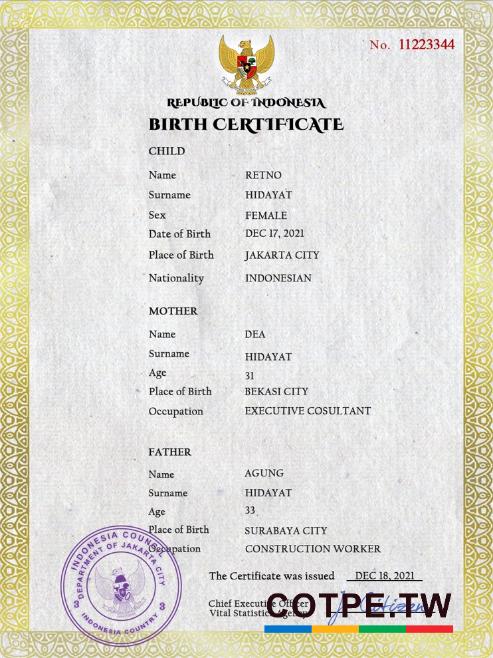 No. 11223344
REPUBLIC OF INDONESIA
BIRTH CERTIFICATE
CHILD
Name RETNO
Surname HIDAYAT
Sex FEMALE
Date of Birth DEC 17, 2021
Place of Birth JAKARTA CITY
Nationality INDONESIAN
MOTHER
Name DEA
Surname HIDAYAT
Age 31
Place of Birth BEKASI CITY
Occupation EXECUTIVE COSULTANT
FATHER
Name AGUNG
Surname HIDAYAT
Age 33
Place of Birth SURABAYA CITY
Occupation CONSTRUCTION WORKER
INDONESIA COUNCIL
DEPARTMENT OF JAKARTA CITY
3 3
INDONESIA COUNTRY
The Certificate was issued DEC 18, 2021
Chief Executive Officer
Vital Statistics Agency
J. Citizen
COTPE.TW